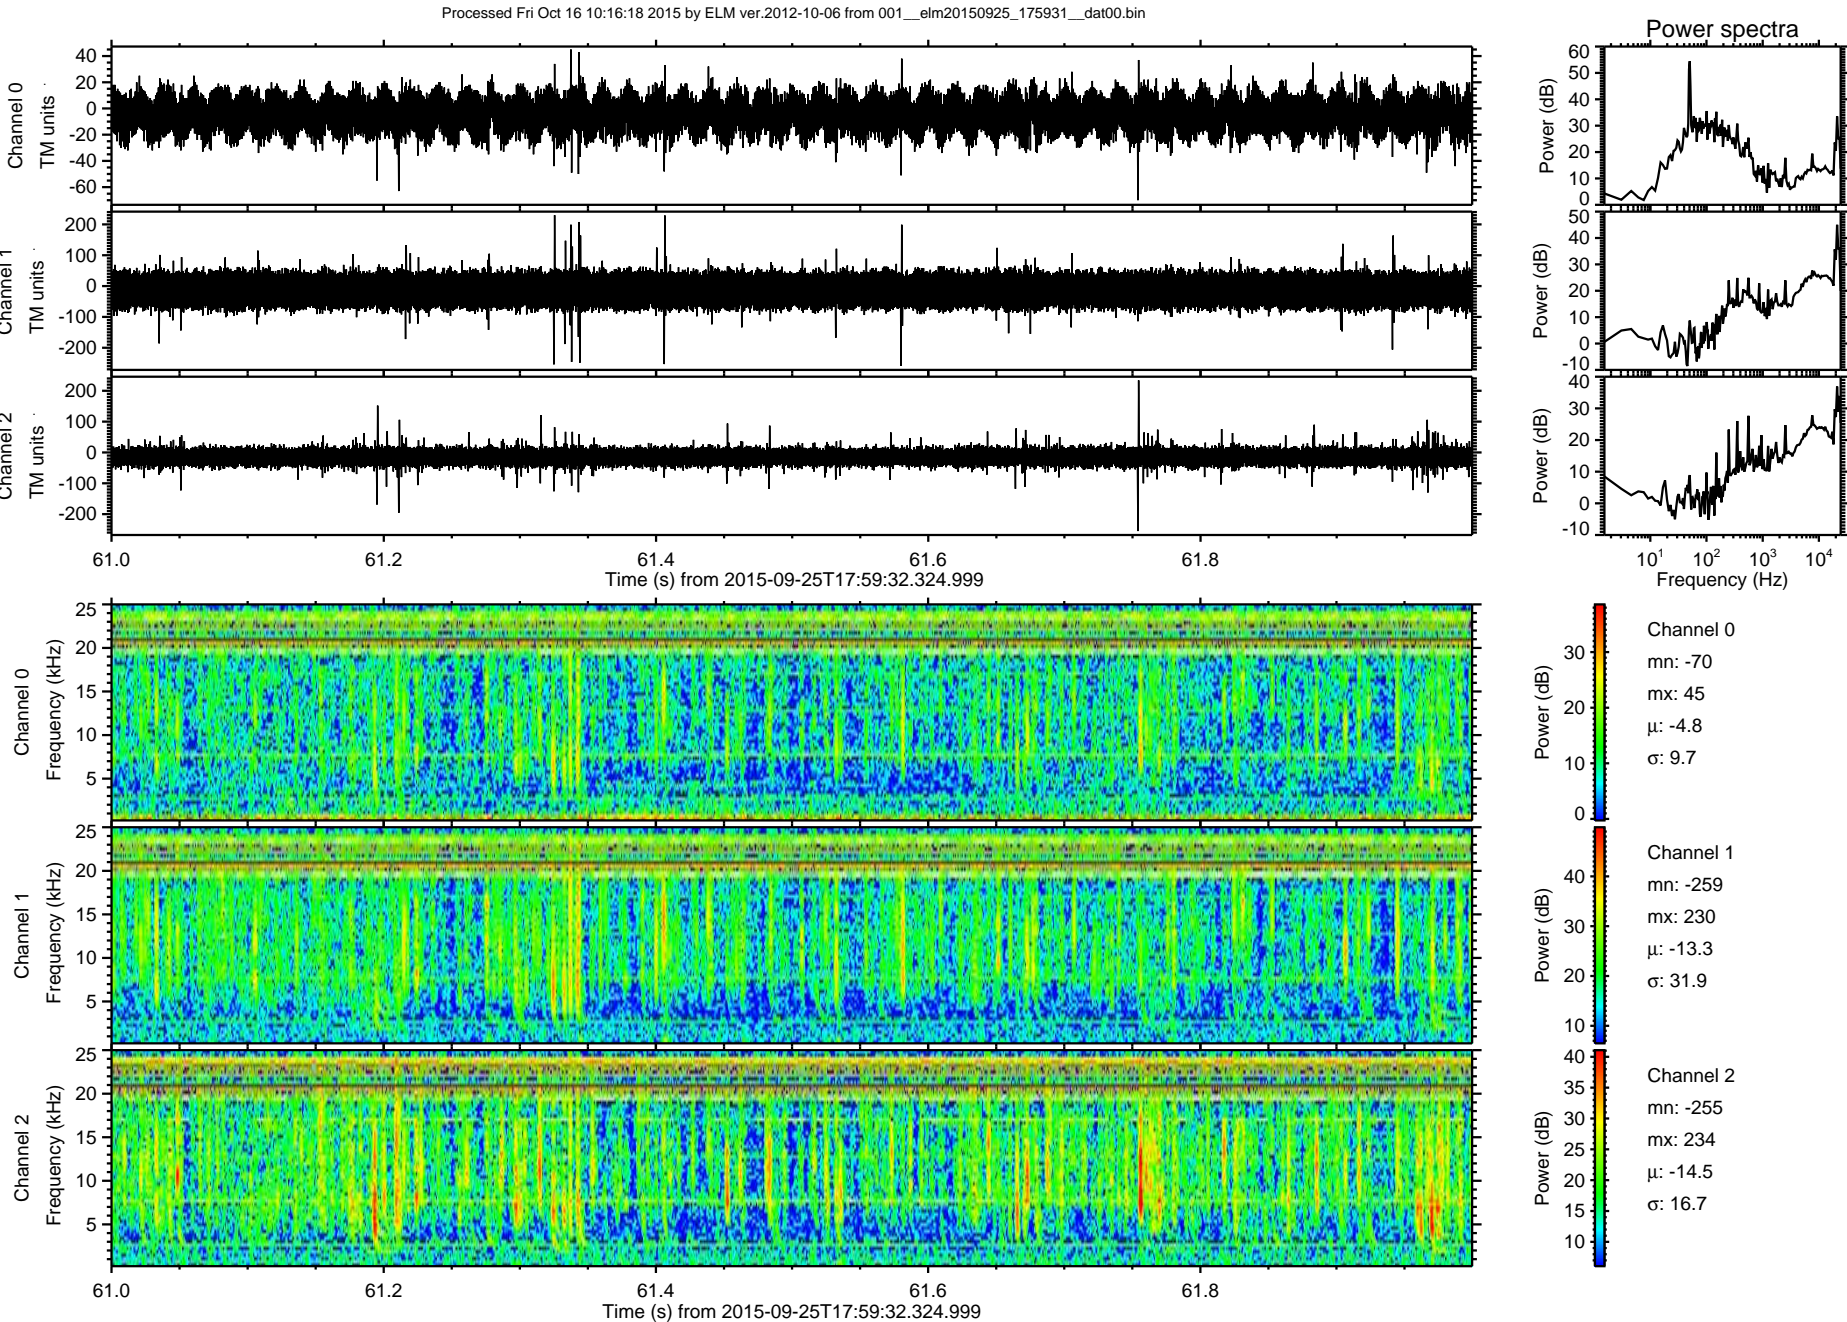 Processed Fri Oct 16 10:16:18 2015 by ELM ver.2012-10-06 from 001__elm20150925_175931__dat00.bin
Power spectra
Channel 0
TM units
40
20
0
-20
-40
-60
Power (dB)
60
50
40
30
20
10
0
Channel 1
TM units
200
100
0
-100
-200
Power (dB)
50
40
30
20
10
0
-10
Channel 2
TM units
200
100
0
-100
-200
Power (dB)
40
30
20
10
0
-10
61.0 61.2 61.4 61.6 61.8
Time (s) from 2015-09-25T17:59:32.324.999
10¹ 10² 10³ 10⁴
Frequency (Hz)
Channel 0
Frequency (kHz)
25
20
15
10
5
Power (dB)
30
20
10
0
Channel 0
mn: -70
mx: 45
μ: -4.8
σ: 9.7
Channel 1
Frequency (kHz)
25
20
15
10
5
Power (dB)
40
30
20
10
Channel 1
mn: -259
mx: 230
μ: -13.3
σ: 31.9
Channel 2
Frequency (kHz)
25
20
15
10
5
Power (dB)
40
35
30
25
20
15
10
Channel 2
mn: -255
mx: 234
μ: -14.5
σ: 16.7
61.0 61.2 61.4 61.6 61.8
Time (s) from 2015-09-25T17:59:32.324.999